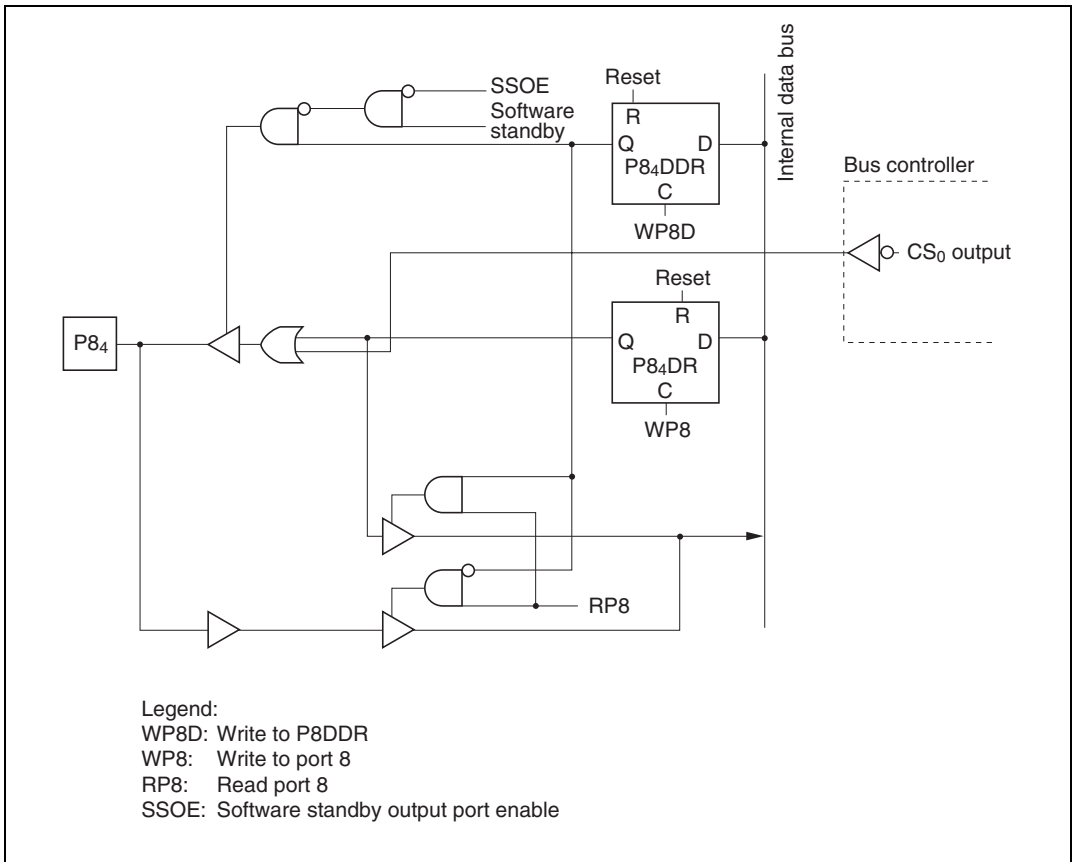 SSOE
Software
standby
Reset
R
Q D
P8₄DDR
C
WP8D
Internal data bus
Bus controller
CS₀ output
Reset
R
Q D
P8₄DR
C
WP8
P8₄
RP8
Legend:
WP8D: Write to P8DDR
WP8: Write to port 8
RP8: Read port 8
SSOE: Software standby output port enable